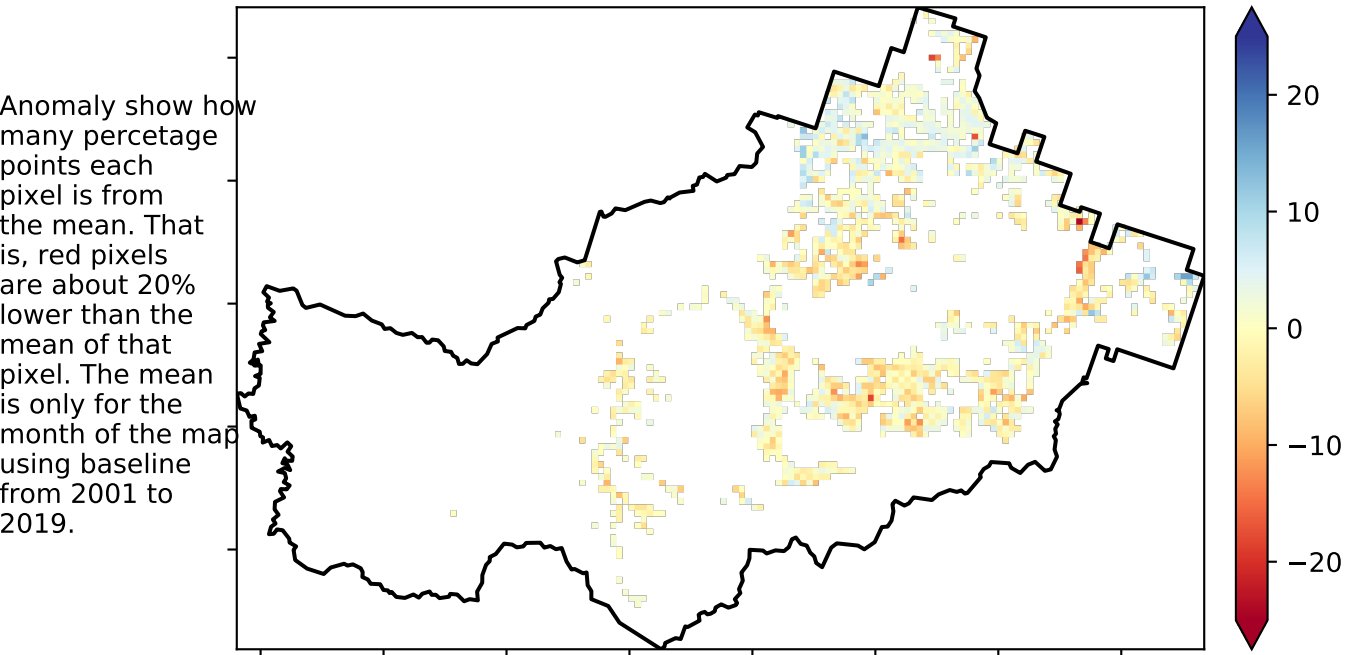 Anomaly show how
many percetage
points each
pixel is from
the mean. That
is, red pixels
are about 20%
lower than the
mean of that
pixel. The mean
is only for the
month of the map
using baseline
from 2001 to
2019.
20
10
0
−10
−20